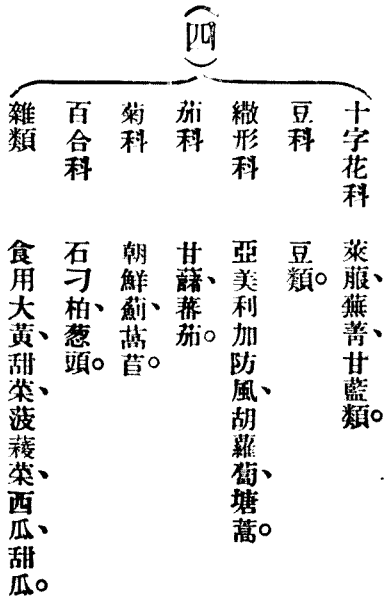 (四)
十字花科 萊服、蕪菁、甘藍類。
豆科 豆類。
繖形科 亞美利加防風、胡蘿蔔、塘蒿。
茄科 甘藷、蕃茄。
菊科 朝鮮薊、萵苣。
百合科 石刁柏、葱頭。
雜類 食用大黃、甜菜、菠薐菜、西瓜、甜瓜。